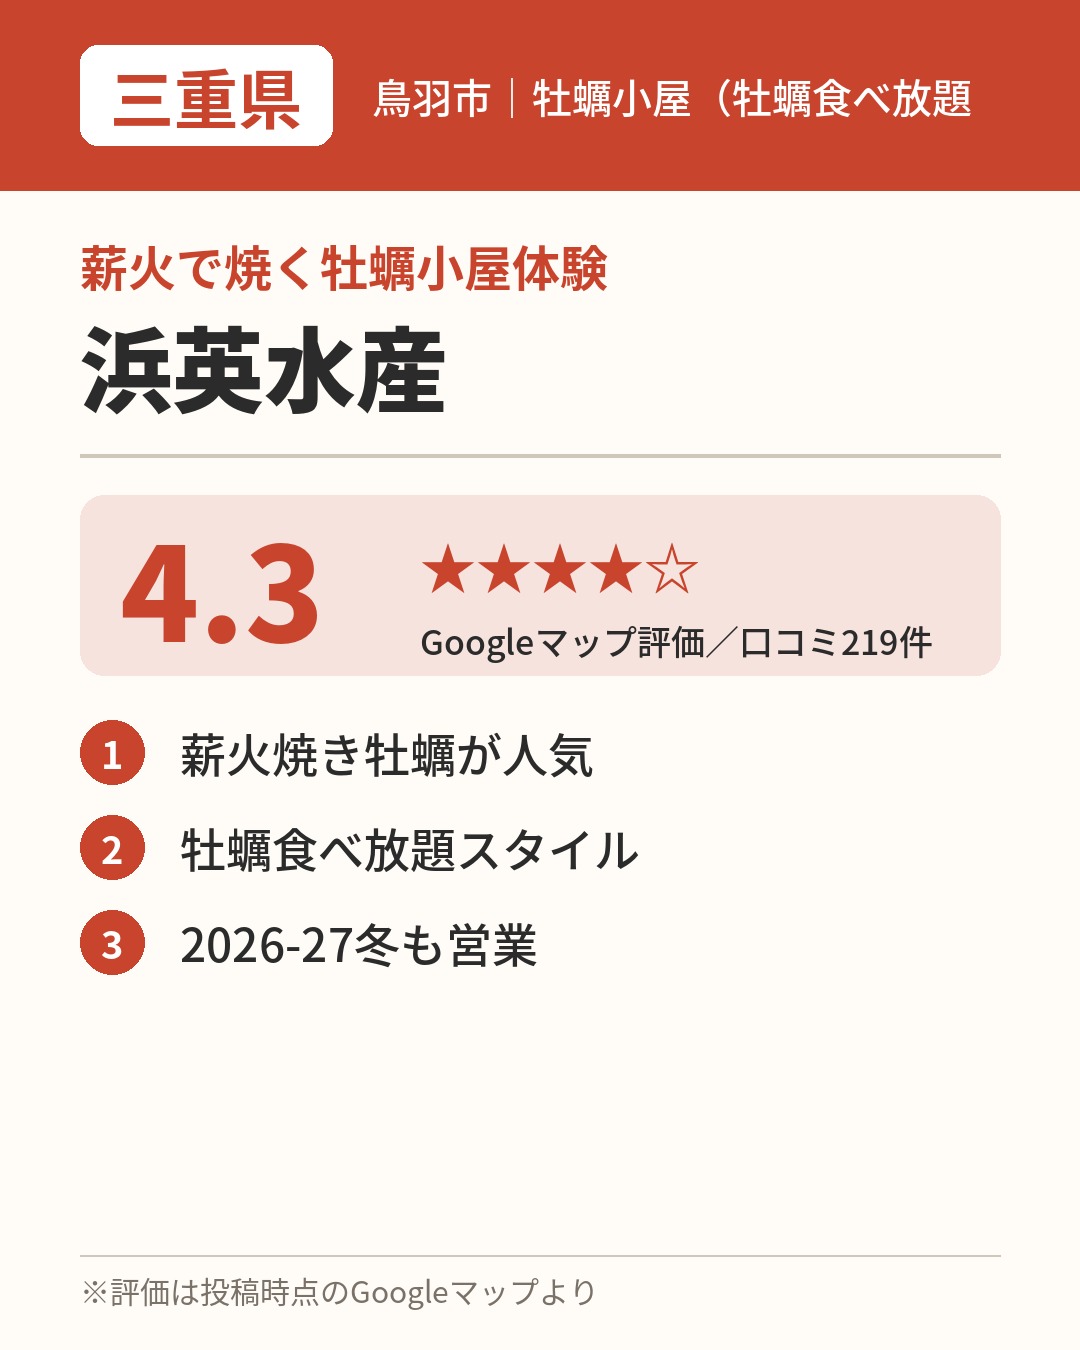 三重県
鳥羽市｜牡蠣小屋（牡蠣食べ放題
薪火で焼く牡蠣小屋体験
浜英水産
4.3
★★★★☆
Googleマップ評価／口コミ219件
1 薪火焼き牡蠣が人気
2 牡蠣食べ放題スタイル
3 2026-27冬も営業
※評価は投稿時点のGoogleマップより